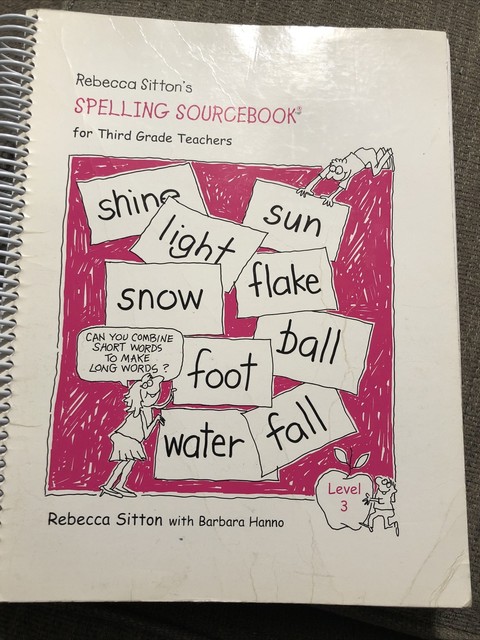 Rebecca Sitton's
SPELLING SOURCEBOOK®
for Third Grade Teachers
shine
sun
light
flake
snow
ball
CAN YOU COMBINE
SHORT WORDS
TO MAKE
LONG WORDS?
foot
fall
water
Level
3
Rebecca Sitton with Barbara Hanno